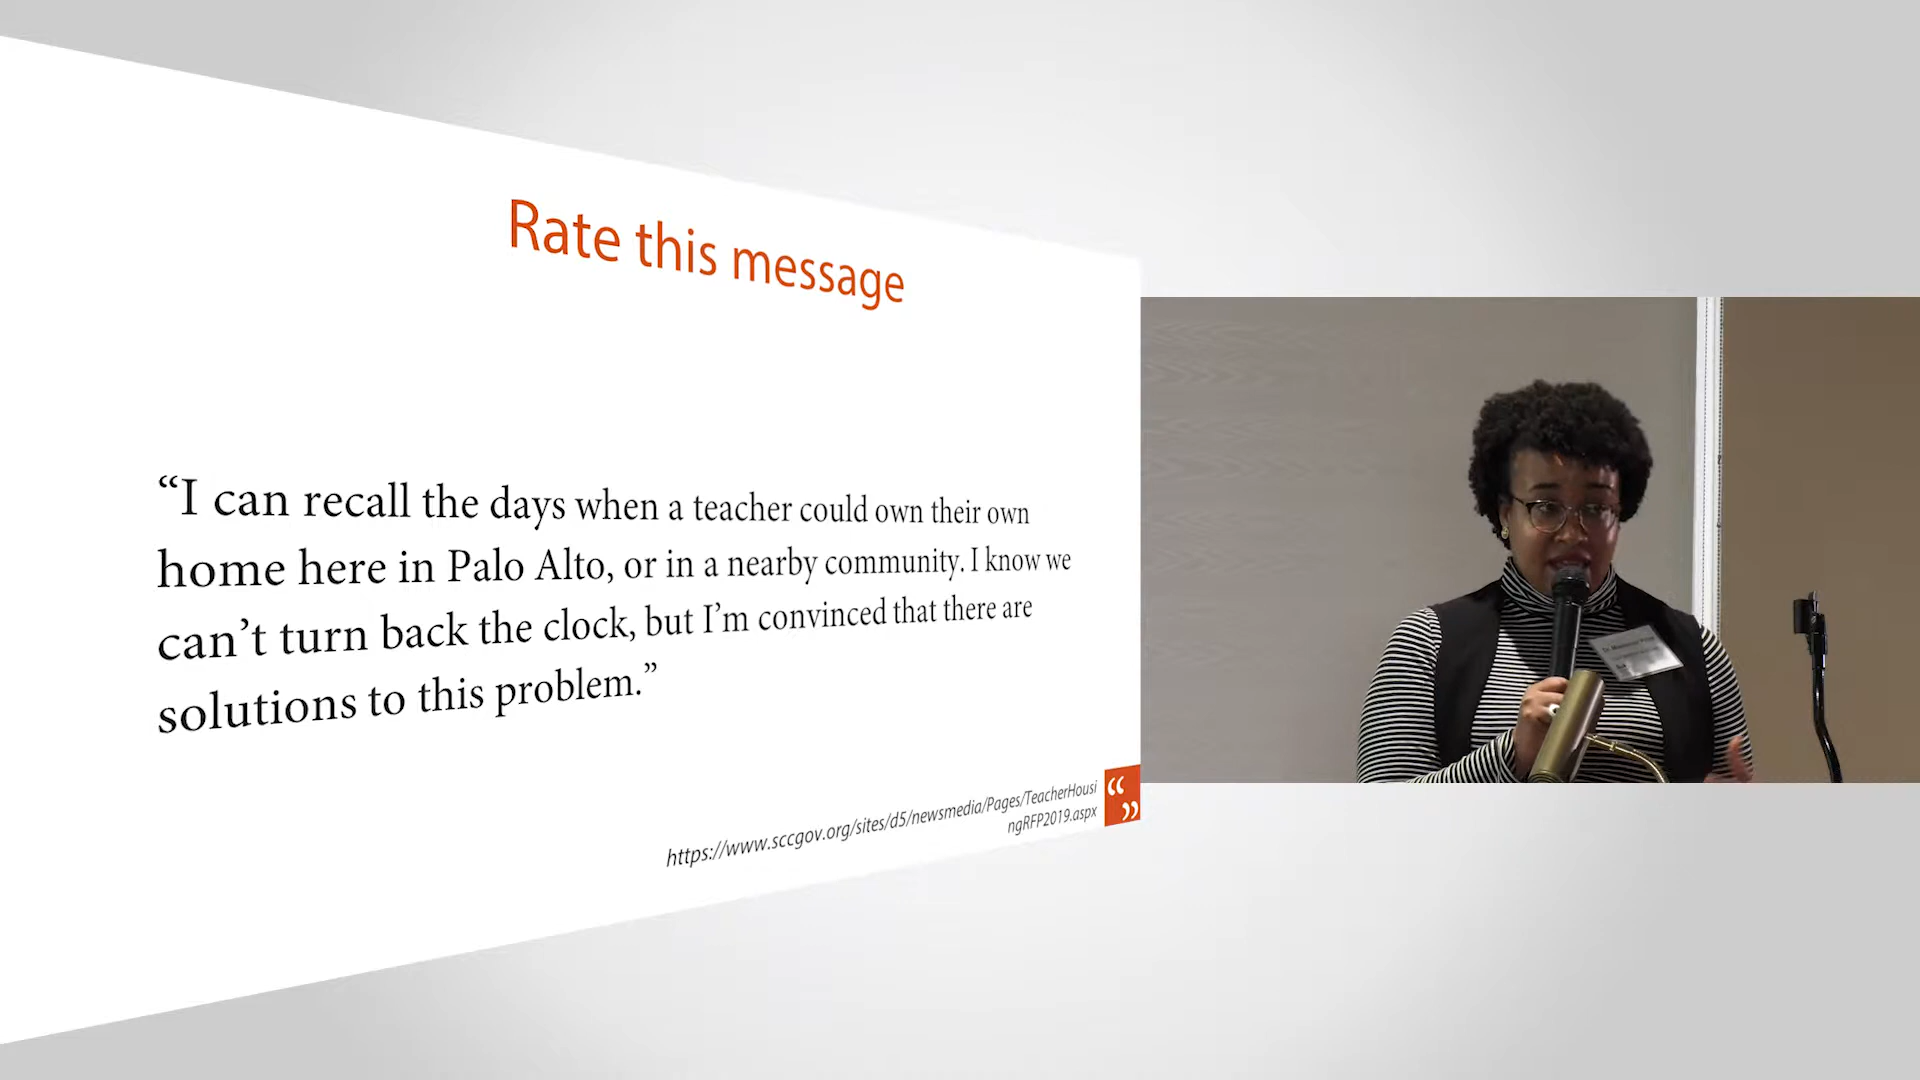 Rate this message
“I can recall the days when a teacher could own their own
home here in Palo Alto, or in a nearby community. I know we
can’t turn back the clock, but I’m convinced that there are
solutions to this problem.”
https://www.sccgov.org/sites/d5/newsmedia/Pages/TeacherHousi
ngRFP2019.aspx
Dr.